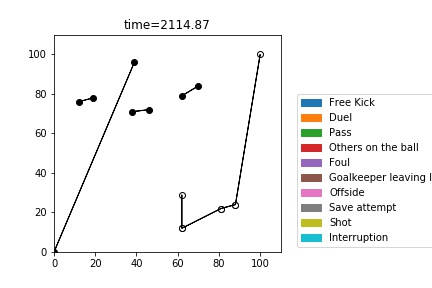 time=2114.87
100
80
60
40
20
0
0 20 40 60 80 100
Free Kick
Duel
Pass
Others on the ball
Foul
Goalkeeper leaving l
Offside
Save attempt
Shot
Interruption